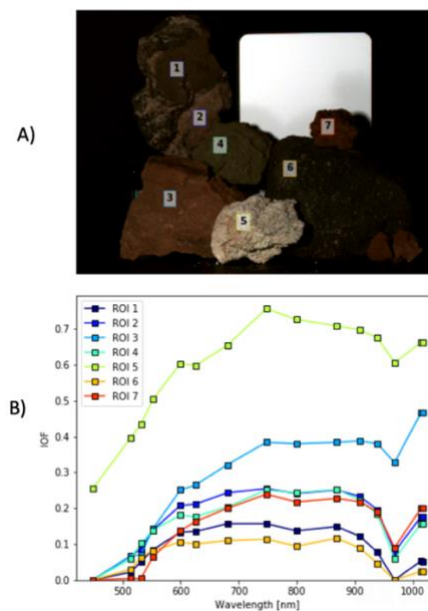 A)
1
2
3
4
5
6
7
B)
ROI 1
ROI 2
ROI 3
ROI 4
ROI 5
ROI 6
ROI 7
IOF
0.7
0.6
0.5
0.4
0.3
0.2
0.1
0.0
500 600 700 800 900 1000
Wavelength [nm]